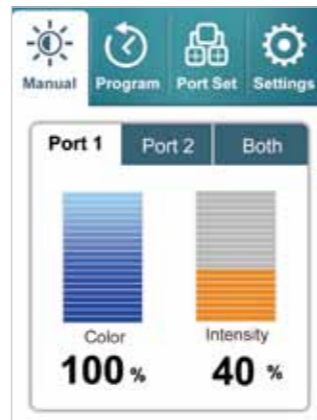 Manual Program Port Set Settings
Port 1 Port 2 Both
Color Intensity
100 % 40 %